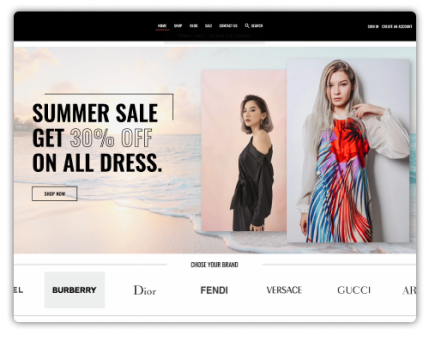 HOME SHOP BLOG SALE CONTACT US SEARCH SIGN IN CREATE AN ACCOUNT
SUMMER SALE
GET 30% OFF
ON ALL DRESS.
SHOP NOW
CHOSE YOUR BRAND
EL BURBERRY Dior FENDI VERSACE GUCCI AR